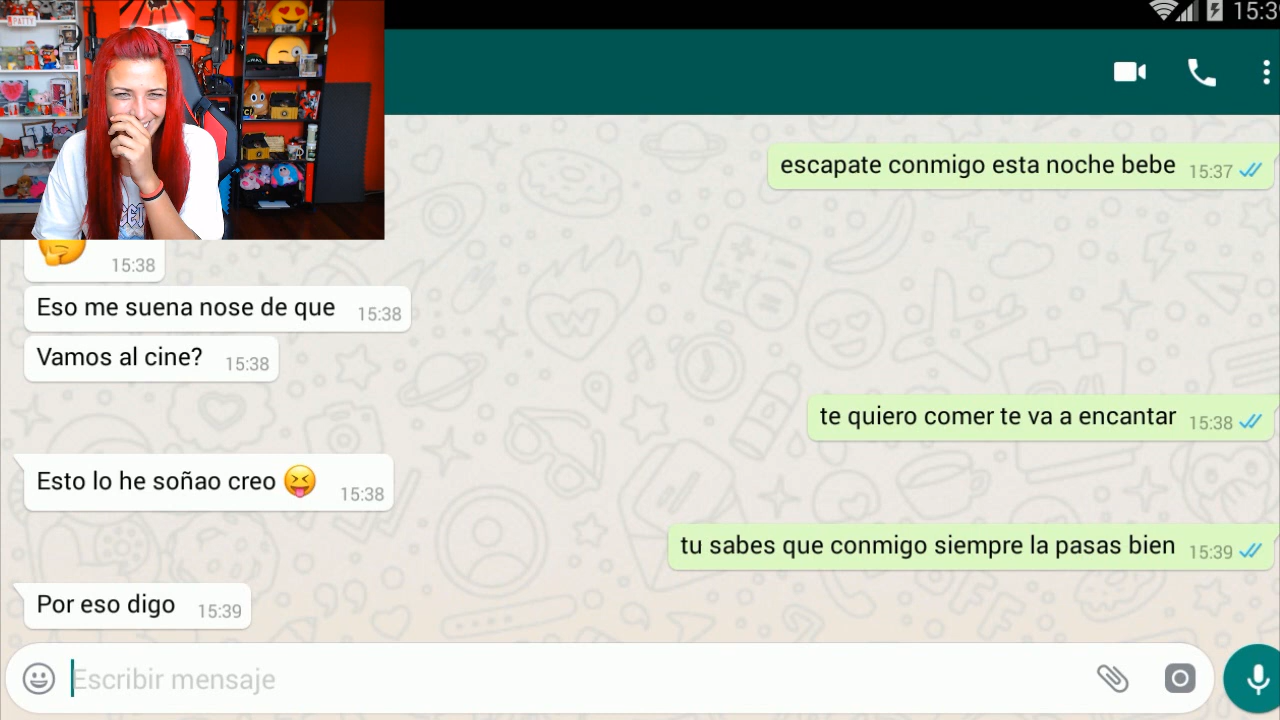 PATTY
15:3
escapate conmigo esta noche bebe 15:37
15:38
Eso me suena nose de que 15:38
Vamos al cine? 15:38
te quiero comer te va a encantar 15:38
Esto lo he soñao creo 15:38
tu sabes que conmigo siempre la pasas bien 15:39
Por eso digo 15:39
Escribir mensaje